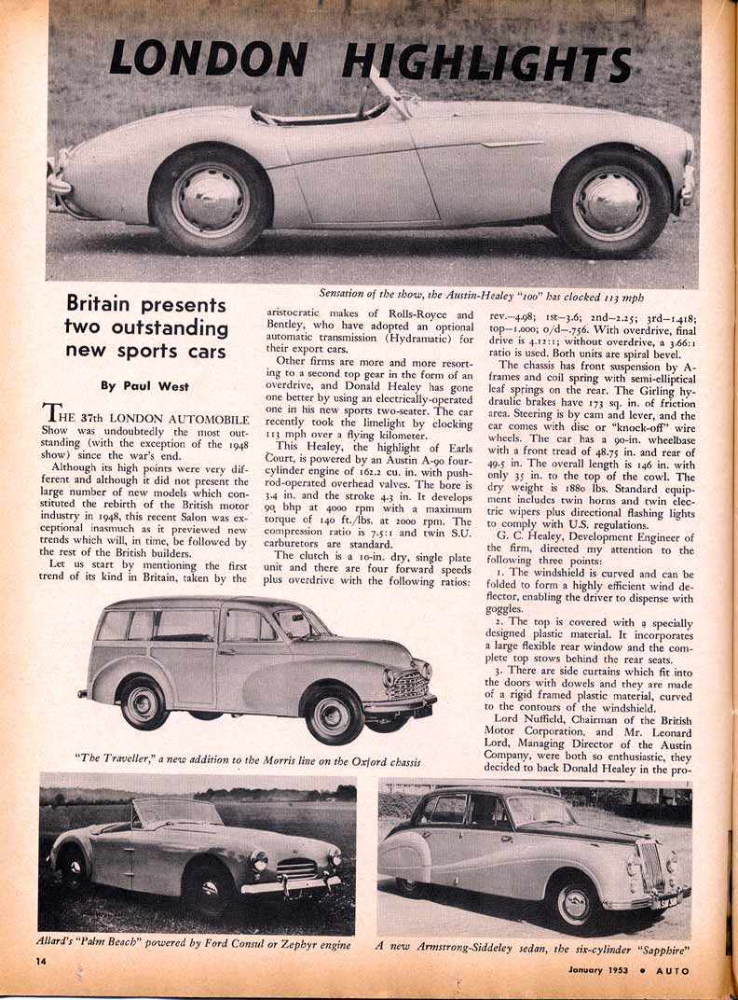 LONDON HIGHLIGHTS
Sensation of the show, the Austin-Healey "100" has clocked 113 mph
Britain presents
two outstanding
new sports cars
By Paul West
THE 37th LONDON AUTOMOBILE
Show was undoubtedly the most out-
standing (with the exception of the 1948
show) since the war's end.
Although its high points were very dif-
ferent and although it did not present the
large number of new models which con-
stituted the rebirth of the British motor
industry in 1948, this recent Salon was ex-
ceptional inasmuch as it previewed new
trends which will, in time, be followed by
the rest of the British builders.
Let us start by mentioning the first
trend of its kind in Britain, taken by the
aristocratic makes of Rolls-Royce and
Bentley, who have adopted an optional
automatic transmission (Hydramatic) for
their export cars.
Other firms are more and more resort-
ing to a second top gear in the form of an
overdrive, and Donald Healey has gone
one better by using an electrically-operated
one in his new sports two-seater. The car
recently took the limelight by clocking
113 mph over a flying kilometer.
This Healey, the highlight of Earls
Court, is powered by an Austin A-90 four-
cylinder engine of 162.2 cu. in. with push-
rod-operated overhead valves. The bore is
3.4 in. and the stroke 4.3 in. It develops
90 bhp at 4000 rpm with a maximum
torque of 140 ft./lbs. at 2000 rpm. The
compression ratio is 7.5:1 and twin S.U.
carburetors are standard.
The clutch is a 10-in. dry, single plate
unit and there are four forward speeds
plus overdrive with the following ratios:
rev.—4.98; 1st—3.6; 2nd—2.25; 3rd—1.418;
top—1.000; o/d—.756. With overdrive, final
drive is 4.12:1; without overdrive, a 3.66:1
ratio is used. Both units are spiral bevel.
The chassis has front suspension by A-
frames and coil spring with semi-elliptical
leaf springs on the rear. The Girling hy-
draulic brakes have 173 sq. in. of friction
area. Steering is by cam and lever, and the
car comes with disc or "knock-off" wire
wheels. The car has a 90-in. wheelbase
with a front tread of 48.75 in. and rear of
49.5 in. The overall length is 146 in. with
only 35 in. to the top of the cowl. The
dry weight is 1880 lbs. Standard equip-
ment includes twin horns and twin elec-
tric wipers plus directional flashing lights
to comply with U.S. regulations.
G. C. Healey, Development Engineer of
the firm, directed my attention to the
following three points:
1. The windshield is curved and can be
folded to form a highly efficient wind de-
flector, enabling the driver to dispense with
goggles.
2. The top is covered with a specially
designed plastic material. It incorporates
a large flexible rear window and the com-
plete top stows behind the rear seats.
3. There are side curtains which fit into
the doors with dowels and they are made
of a rigid framed plastic material, curved
to the contours of the windshield.
Lord Nuffield, Chairman of the British
Motor Corporation, and Mr. Leonard
Lord, Managing Director of the Austin
Company, were both so enthusiastic, they
decided to back Donald Healey in the pro-
"The Traveller," a new addition to the Morris line on the Oxford chassis
Allard's "Palm Beach" powered by Ford Consul or Zephyr engine
A new Armstrong-Siddeley sedan, the six-cylinder "Sapphire"
14
January 1953 • AUTO